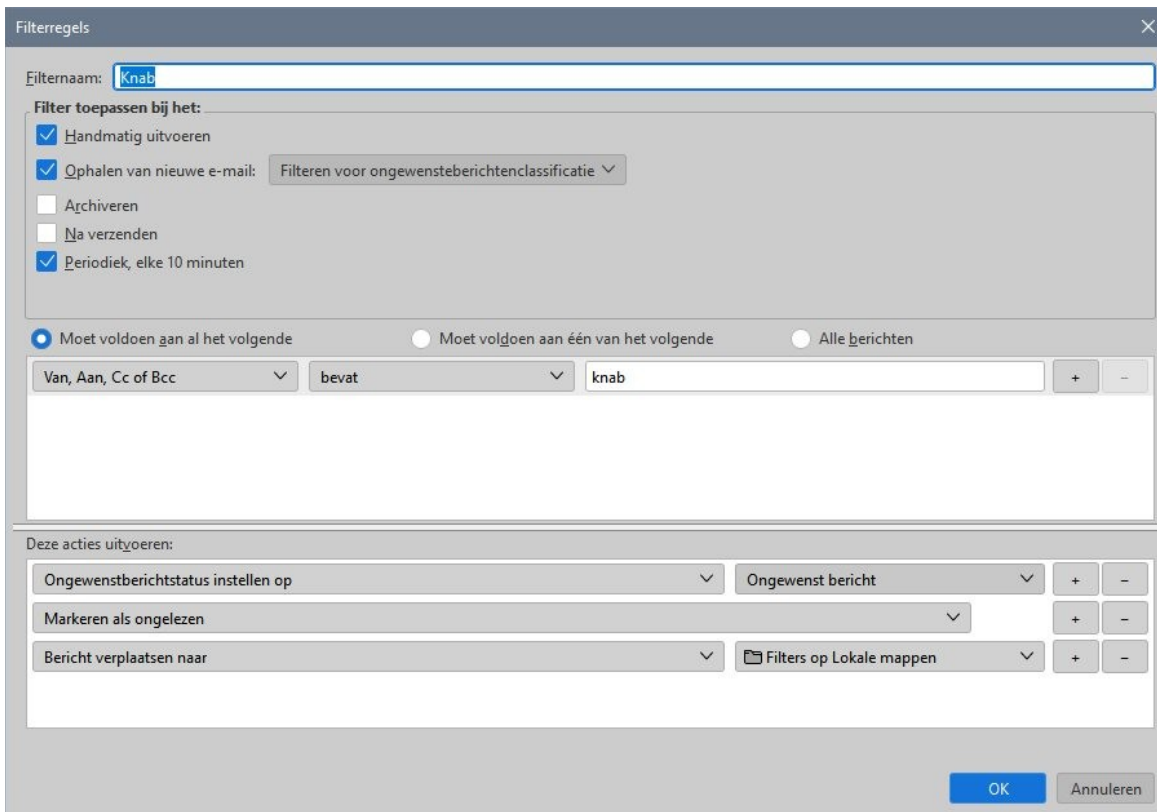 Filterregels
Filternaam: Knab
Filter toepassen bij het:
Handmatig uitvoeren
Ophalen van nieuwe e-mail: Filteren voor ongewensteberichtenclassificatie
Archiveren
Na verzenden
Periodiek, elke 10 minuten
Moet voldoen aan al het volgende Moet voldoen aan één van het volgende Alle berichten
Van, Aan, Cc of Bcc bevat knab + -
Deze acties uitvoeren:
Ongewenstberichtstatus instellen op Ongewenst bericht + -
Markeren als ongelezen + -
Bericht verplaatsen naar Filters op Lokale mappen + -
OK Annuleren